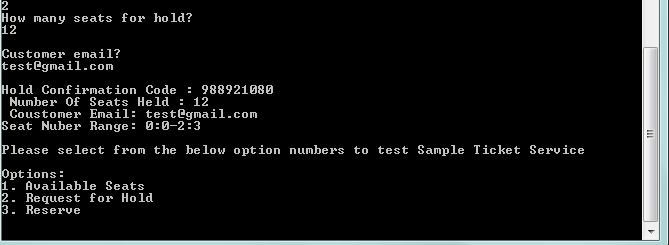 2
How many seats for hold?
12
Customer email?
test@gmail.com
Hold Confirmation Code : 988921080
Number Of Seats Held : 12
Coustomer Email: test@gmail.com
Seat Nuber Range: 0:0-2:3
Please select from the below option numbers to test Sample Ticket Service
Options:
1. Available Seats
2. Request for Hold
3. Reserve